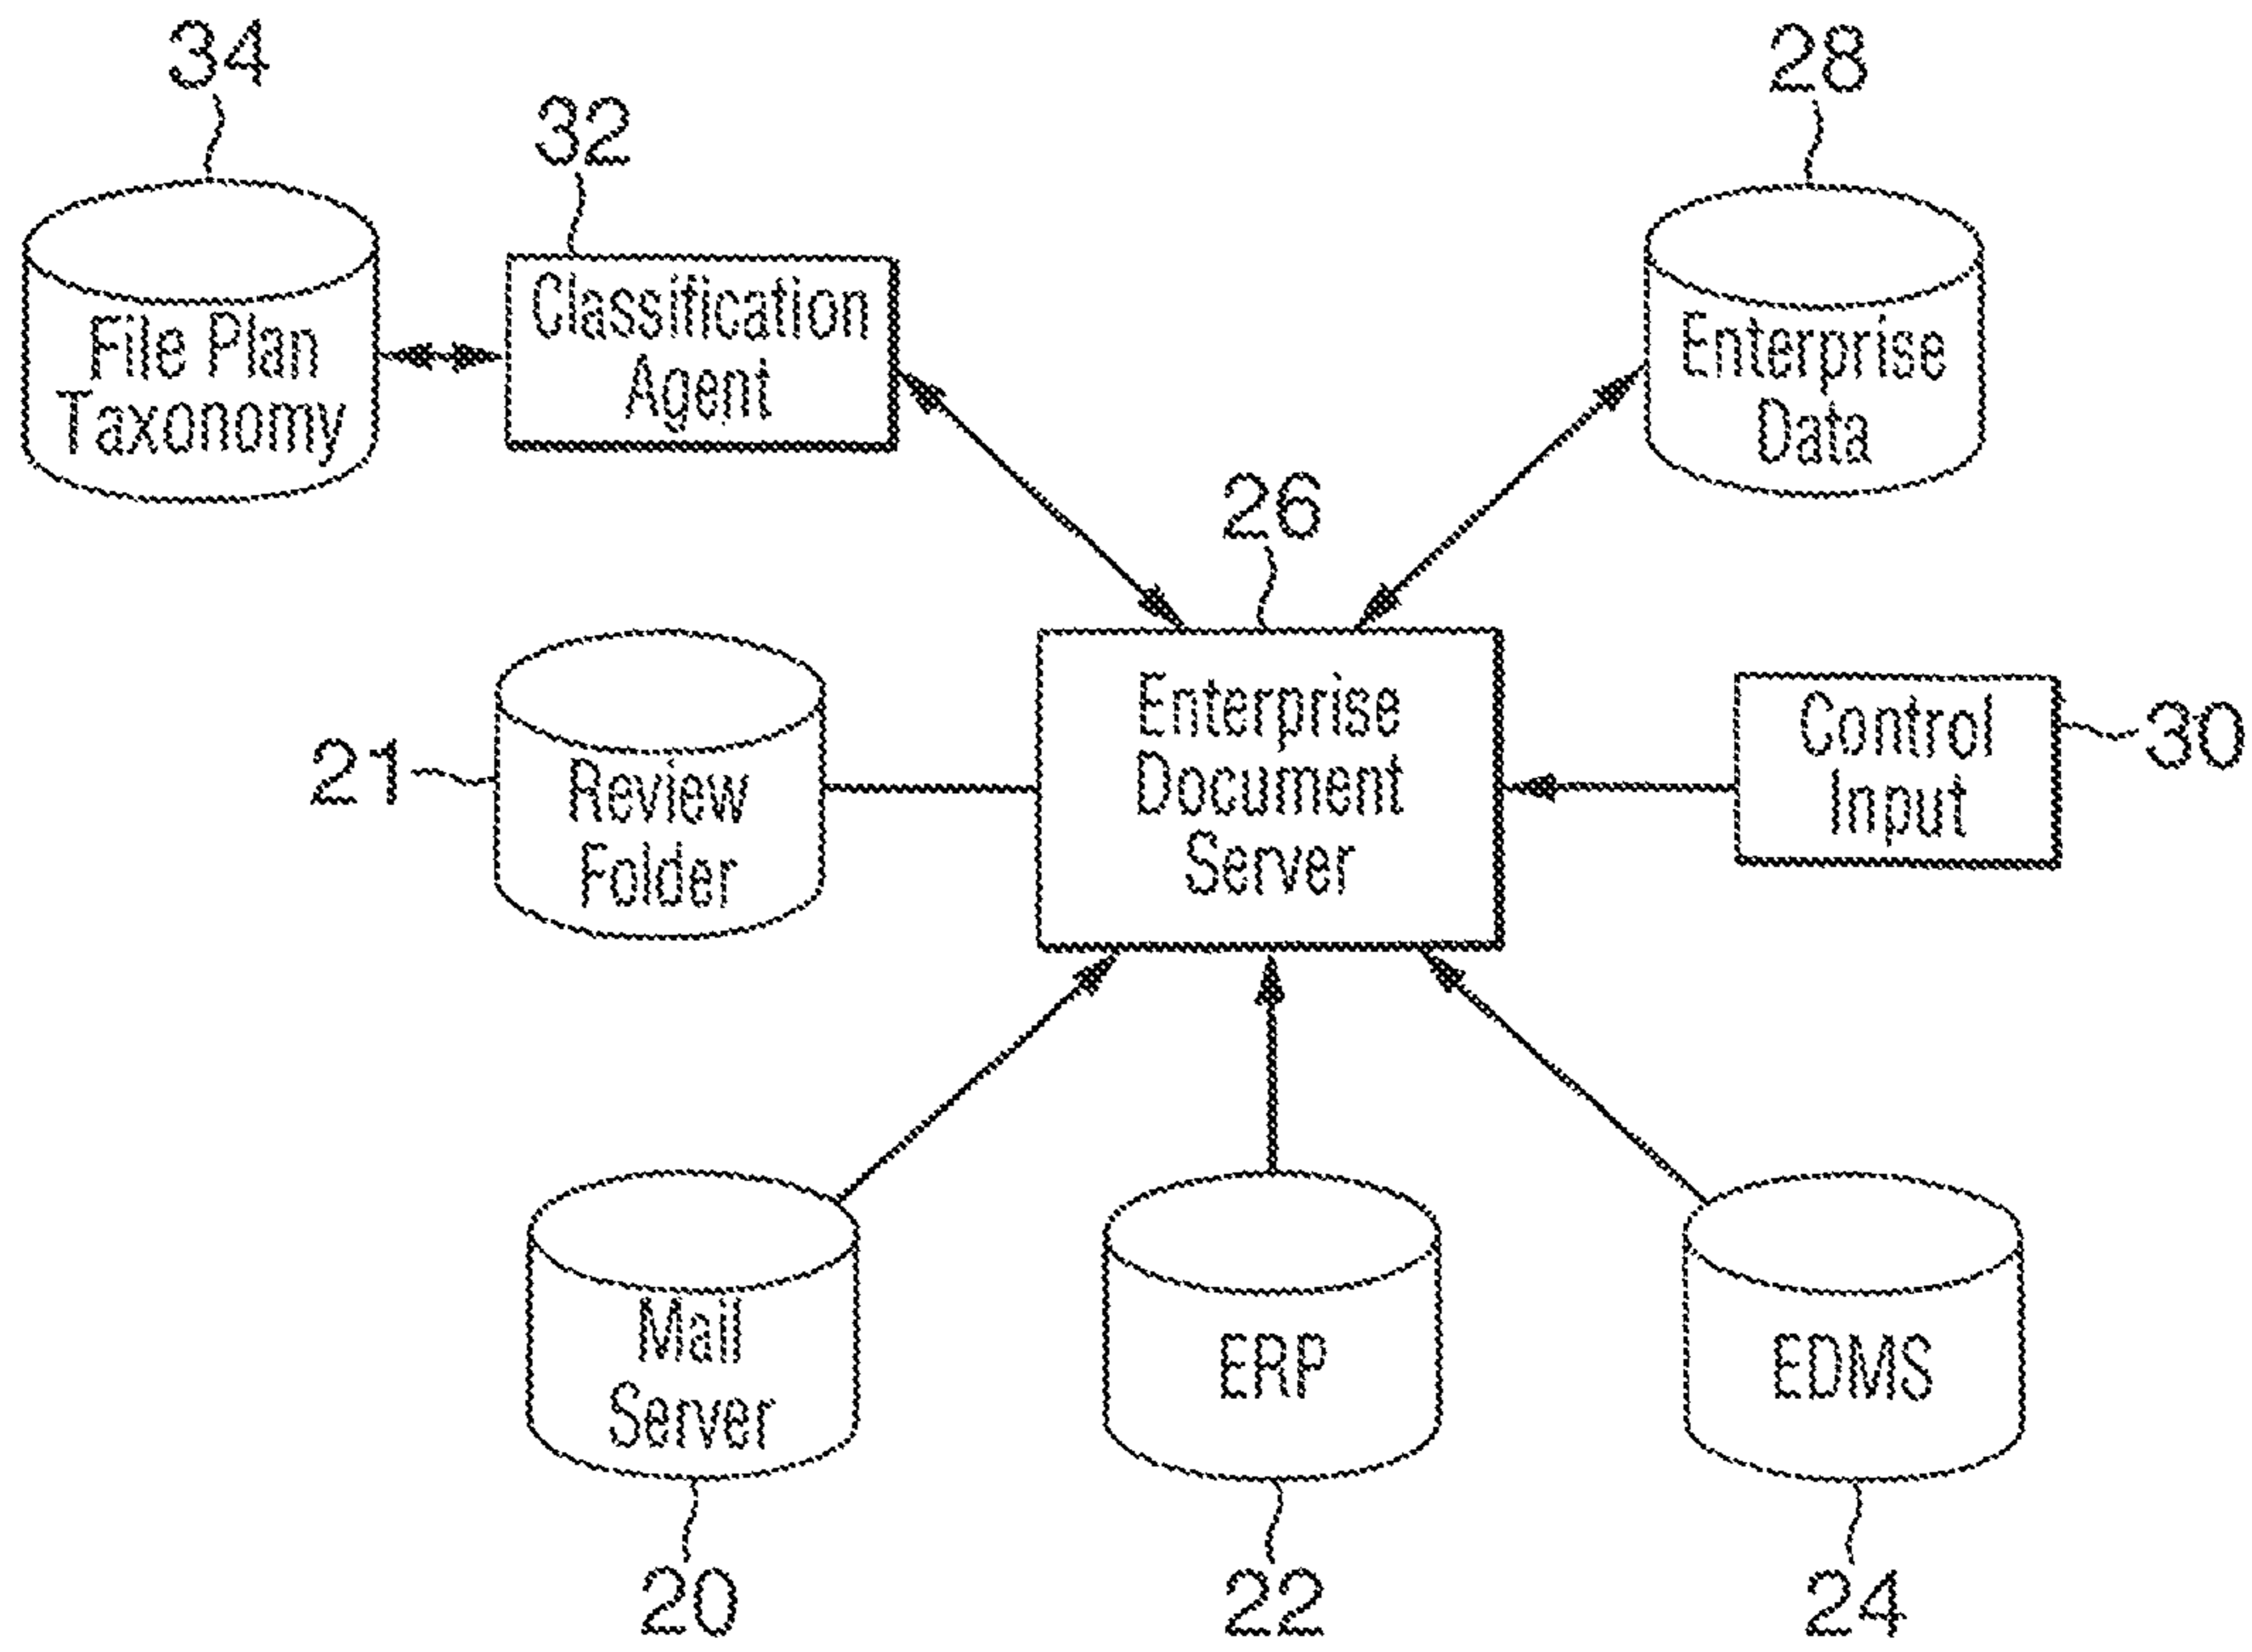 34
28
32
Classification
Agent
File Plan
Taxonomy
Enterprise
Data
26
Enterprise
Document
Server
Control
Input
30
21
Review
Folder
Mail
Server
ERP
EDMS
20
22
24